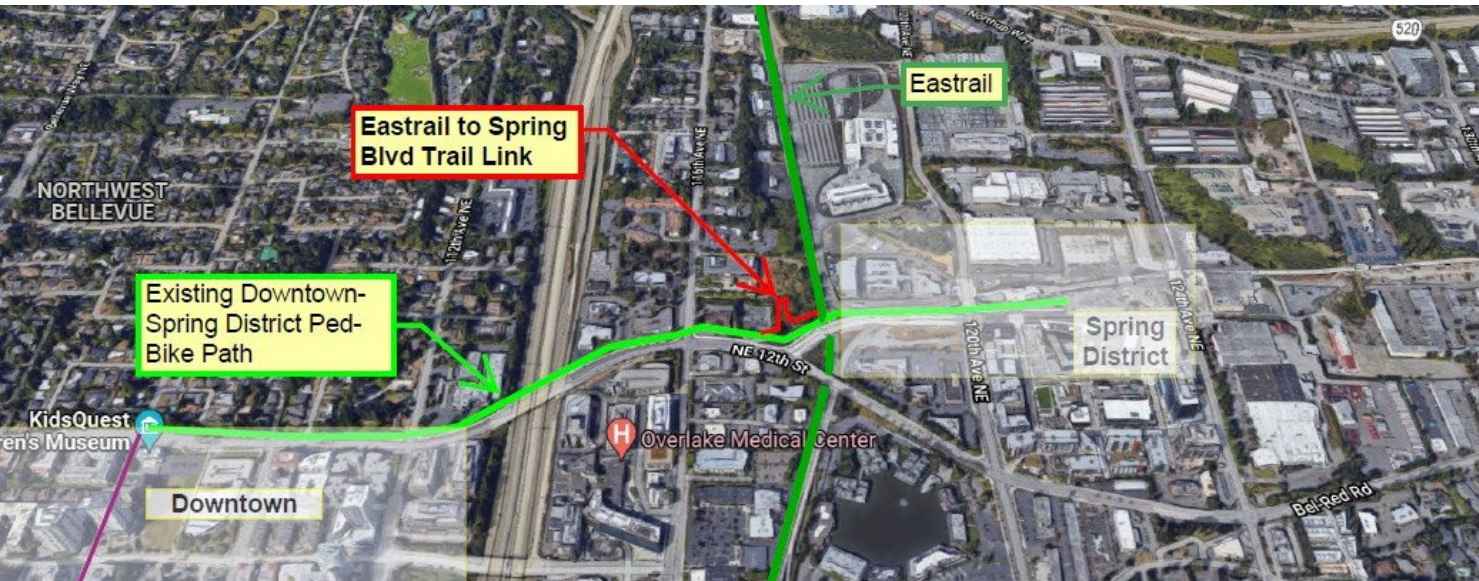 520
Northup Way
Eastrail
Eastrail to Spring
Blvd Trail Link
116th Ave NE
NORTHWEST
BELLEVUE
112th Ave NE
Existing Downtown-
Spring District Ped-
Bike Path
124th Ave NE
120th Ave NE
Spring
District
NE 12th St
KidsQuest
ren's Museum
H
Overlake Medical Center
Downtown
Bel-Red Rd